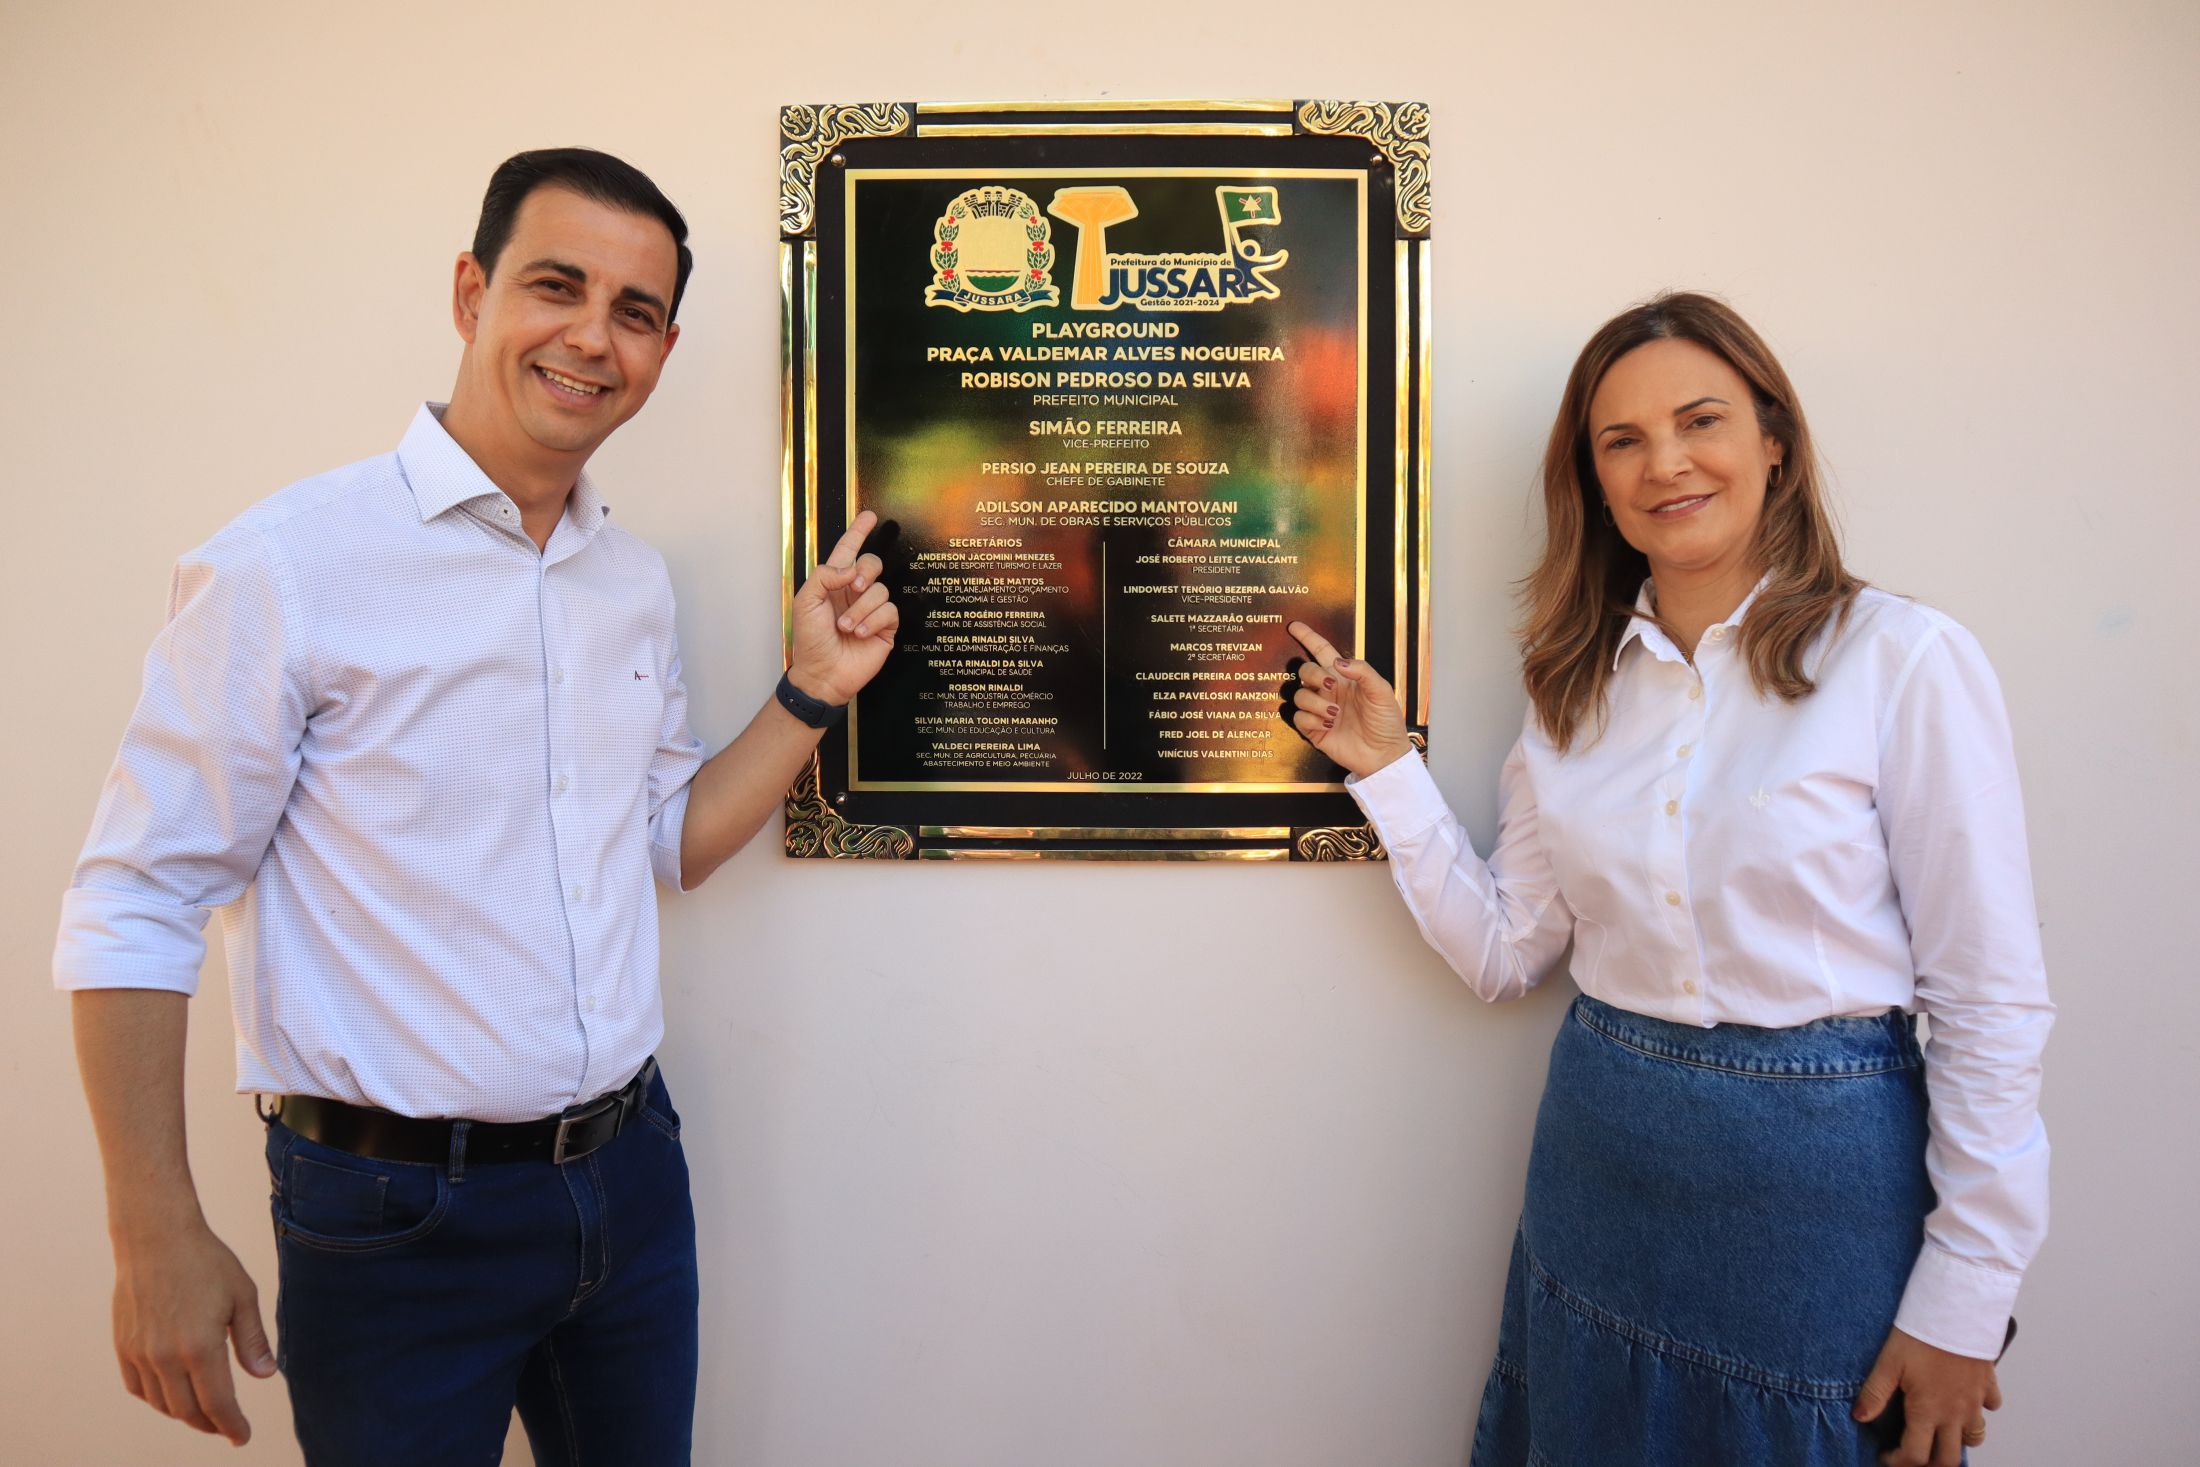 JUSSARA
Prefeitura do Município de
JUSSARA
Gestão 2021-2024
PLAYGROUND
PRAÇA VALDEMAR ALVES NOGUEIRA
ROBISON PEDROSO DA SILVA
PREFEITO MUNICIPAL
SIMÃO FERREIRA
VICE-PREFEITO
PERSIO JEAN PEREIRA DE SOUZA
CHEFE DE GABINETE
ADILSON APARECIDO MANTOVANI
SEC. MUN. DE OBRAS E SERVIÇOS PÚBLICOS
SECRETÁRIOS
ANDERSON JACOMINI MENEZES
SEC. MUN. DE ESPORTE TURISMO E LAZER
AILTON VIEIRA DE MATTOS
SEC. MUN. DE PLANEJAMENTO ORÇAMENTO
ECONOMIA E GESTÃO
JÉSSICA ROGÉRIO FERREIRA
SEC. MUN. DE ASSISTÊNCIA SOCIAL
REGINA RINALDI SILVA
SEC. MUN. DE ADMINISTRAÇÃO E FINANÇAS
RENATA RINALDI DA SILVA
SEC. MUNICIPAL DE SAÚDE
ROBSON RINALDI
SEC. MUN. DE INDÚSTRIA COMÉRCIO
TRABALHO E EMPREGO
SILVIA MARIA TOLONI MARANHO
SEC. MUN. DE EDUCAÇÃO E CULTURA
VALDECI PEREIRA LIMA
SEC. MUN. DE AGRICULTURA, PECUÁRIA
ABASTECIMENTO E MEIO AMBIENTE
CÂMARA MUNICIPAL
JOSÉ ROBERTO LEITE CAVALCANTE
PRESIDENTE
LINDOWEST TENÓRIO BEZERRA GALVÃO
VICE-PRESIDENTE
SALETE MAZZARÃO GUIETTI
1ª SECRETÁRIA
MARCOS TREVIZAN
2º SECRETÁRIO
CLAUDECIR PEREIRA DOS SANTOS
ELZA PAVELOSKI RANZONI
FÁBIO JOSÉ VIANA DA SILVA
FRED JOEL DE ALENCAR
VINÍCIUS VALENTINI DIAS
JULHO DE 2022